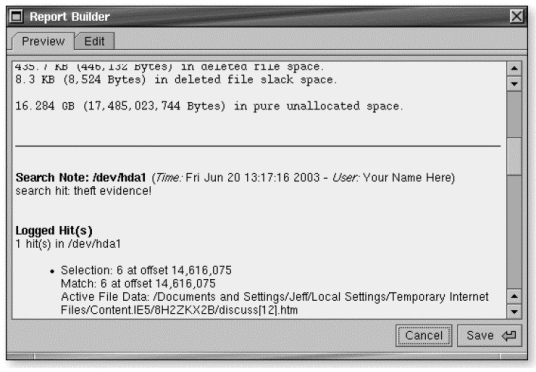 Report Builder
Preview Edit
435.7 KB (446,132 Bytes) in deleted file space.
8.3 KB (8,524 Bytes) in deleted file slack space.
16.284 GB (17,485,023,744 Bytes) in pure unallocated space.
Search Note: /dev/hda1 (Time: Fri Jun 20 13:17:16 2003 - User: Your Name Here)
search hit: theft evidence!
Logged Hit(s)
1 hit(s) in /dev/hda1
• Selection: 6 at offset 14,616,075
Match: 6 at offset 14,616,075
Active File Data: /Documents and Settings/Jeff/Local Settings/Temporary Internet
Files/Content.IE5/8H2ZKX2B/discuss[12].htm
Cancel Save